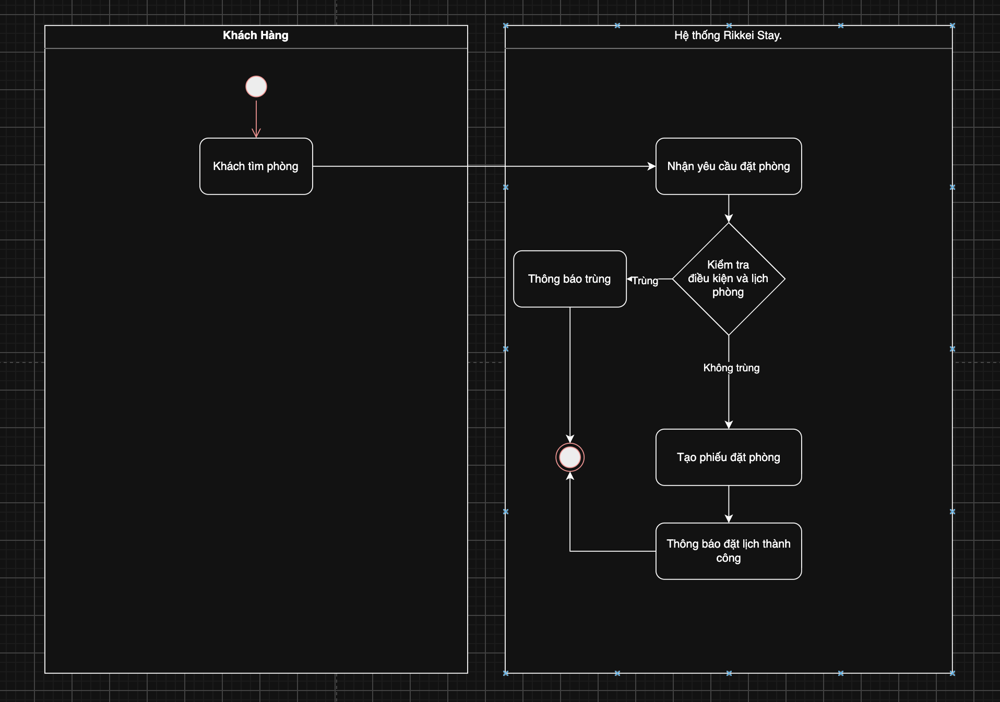 Khách Hàng
Hệ thống Rikkei Stay.
Khách tìm phòng
Nhận yêu cầu đặt phòng
Kiểm tra
điều kiện và lịch
phòng
Trùng
Thông báo trùng
Không trùng
Tạo phiếu đặt phòng
Thông báo đặt lịch thành
công